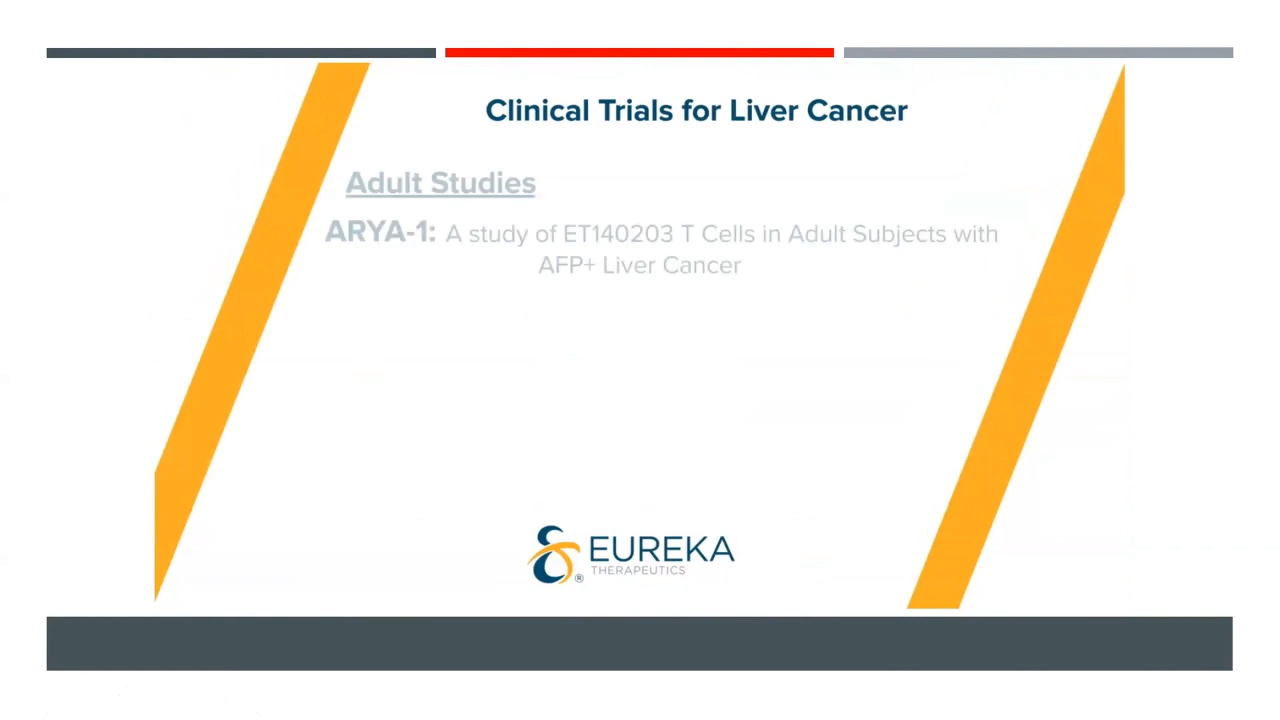 Clinical Trials for Liver Cancer
Adult Studies
ARYA-1: A study of ET140203 T Cells in Adult Subjects with
AFP+ Liver Cancer
EUREKA
THERAPEUTICS
®